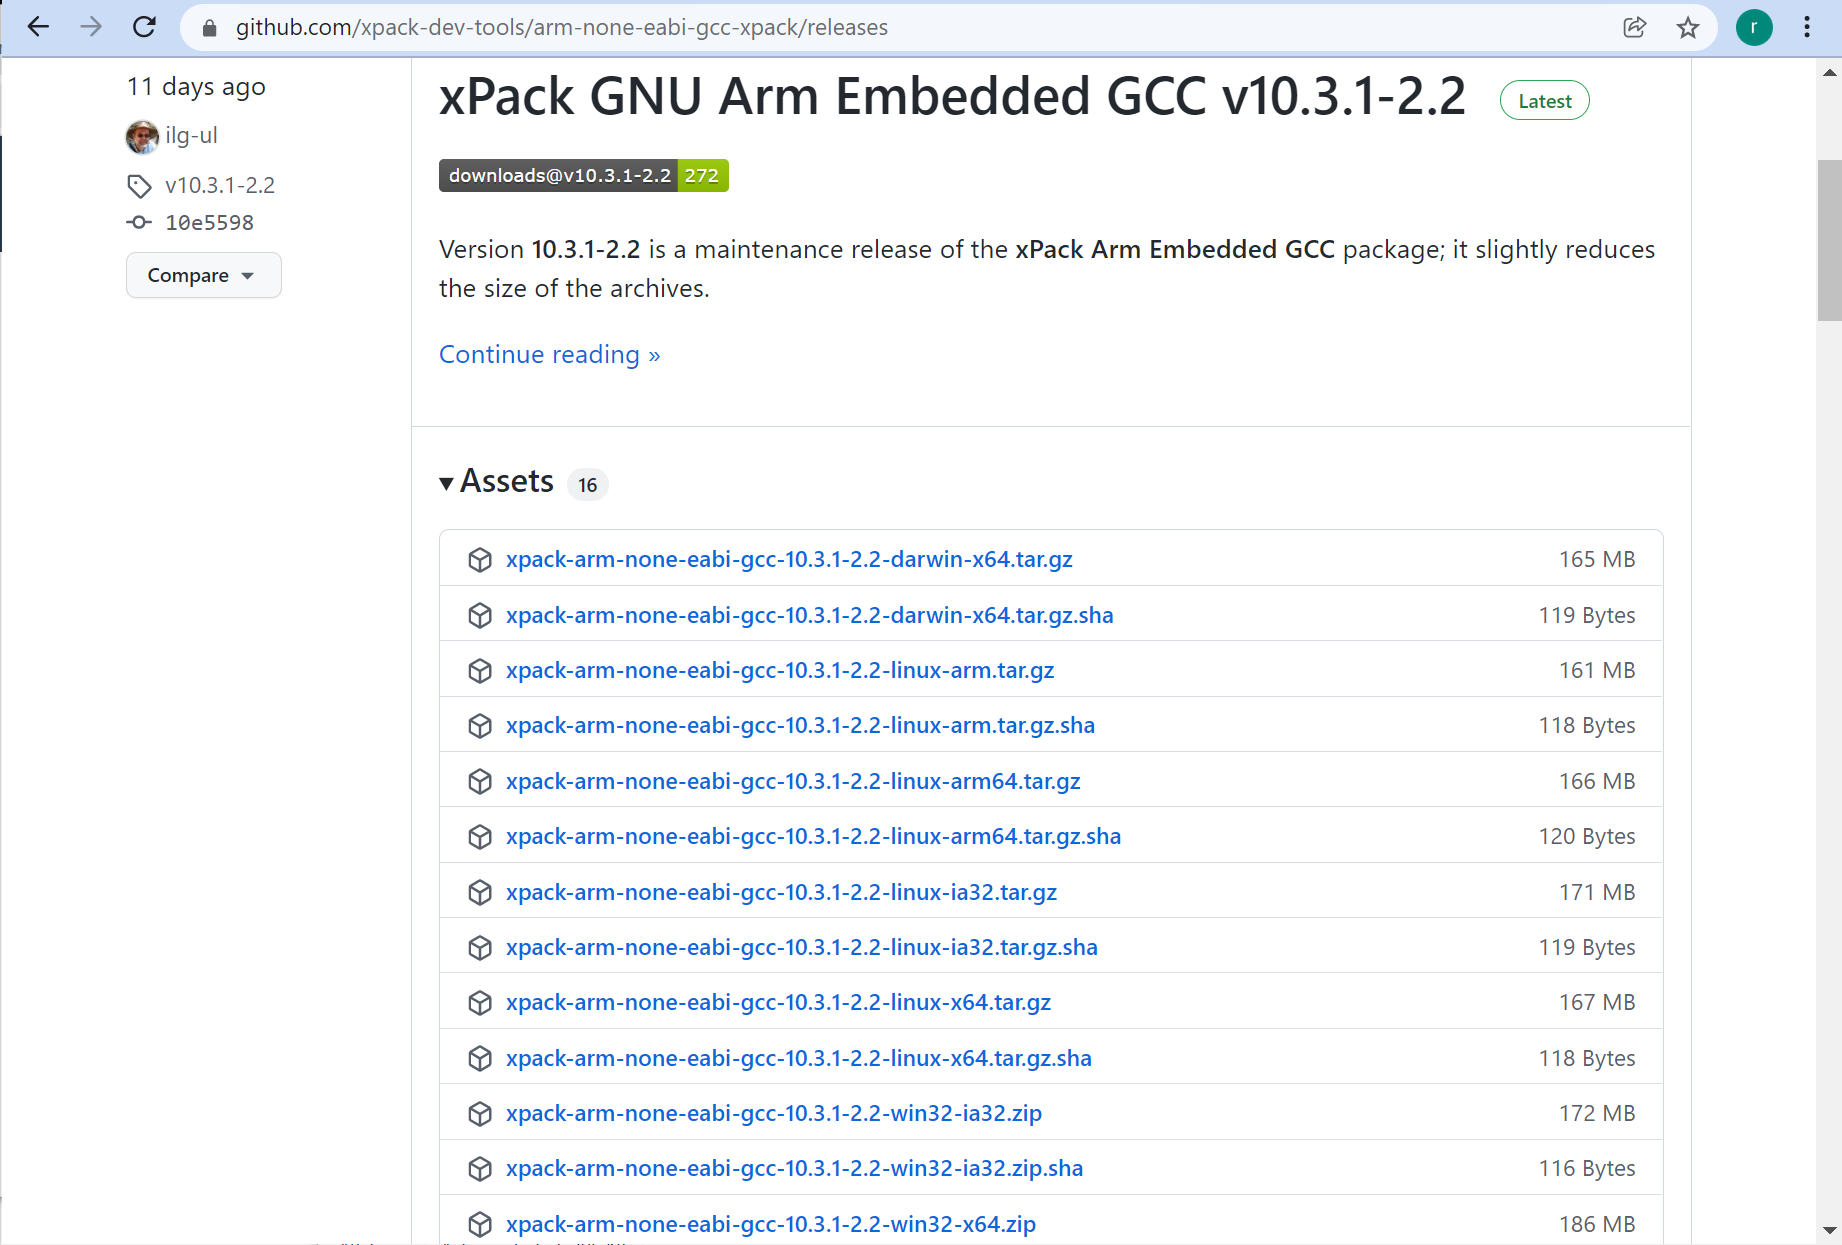 github.com/xpack-dev-tools/arm-none-eabi-gcc-xpack/releases
r
11 days ago
ilg-ul
v10.3.1-2.2
10e5598
Compare
xPack GNU Arm Embedded GCC v10.3.1-2.2
Latest
downloads@v10.3.1-2.2 272
Version 10.3.1-2.2 is a maintenance release of the xPack Arm Embedded GCC package; it slightly reduces
the size of the archives.
Continue reading »
Assets 16
xpack-arm-none-eabi-gcc-10.3.1-2.2-darwin-x64.tar.gz 165 MB
xpack-arm-none-eabi-gcc-10.3.1-2.2-darwin-x64.tar.gz.sha 119 Bytes
xpack-arm-none-eabi-gcc-10.3.1-2.2-linux-arm.tar.gz 161 MB
xpack-arm-none-eabi-gcc-10.3.1-2.2-linux-arm.tar.gz.sha 118 Bytes
xpack-arm-none-eabi-gcc-10.3.1-2.2-linux-arm64.tar.gz 166 MB
xpack-arm-none-eabi-gcc-10.3.1-2.2-linux-arm64.tar.gz.sha 120 Bytes
xpack-arm-none-eabi-gcc-10.3.1-2.2-linux-ia32.tar.gz 171 MB
xpack-arm-none-eabi-gcc-10.3.1-2.2-linux-ia32.tar.gz.sha 119 Bytes
xpack-arm-none-eabi-gcc-10.3.1-2.2-linux-x64.tar.gz 167 MB
xpack-arm-none-eabi-gcc-10.3.1-2.2-linux-x64.tar.gz.sha 118 Bytes
xpack-arm-none-eabi-gcc-10.3.1-2.2-win32-ia32.zip 172 MB
xpack-arm-none-eabi-gcc-10.3.1-2.2-win32-ia32.zip.sha 116 Bytes
xpack-arm-none-eabi-gcc-10.3.1-2.2-win32-x64.zip 186 MB